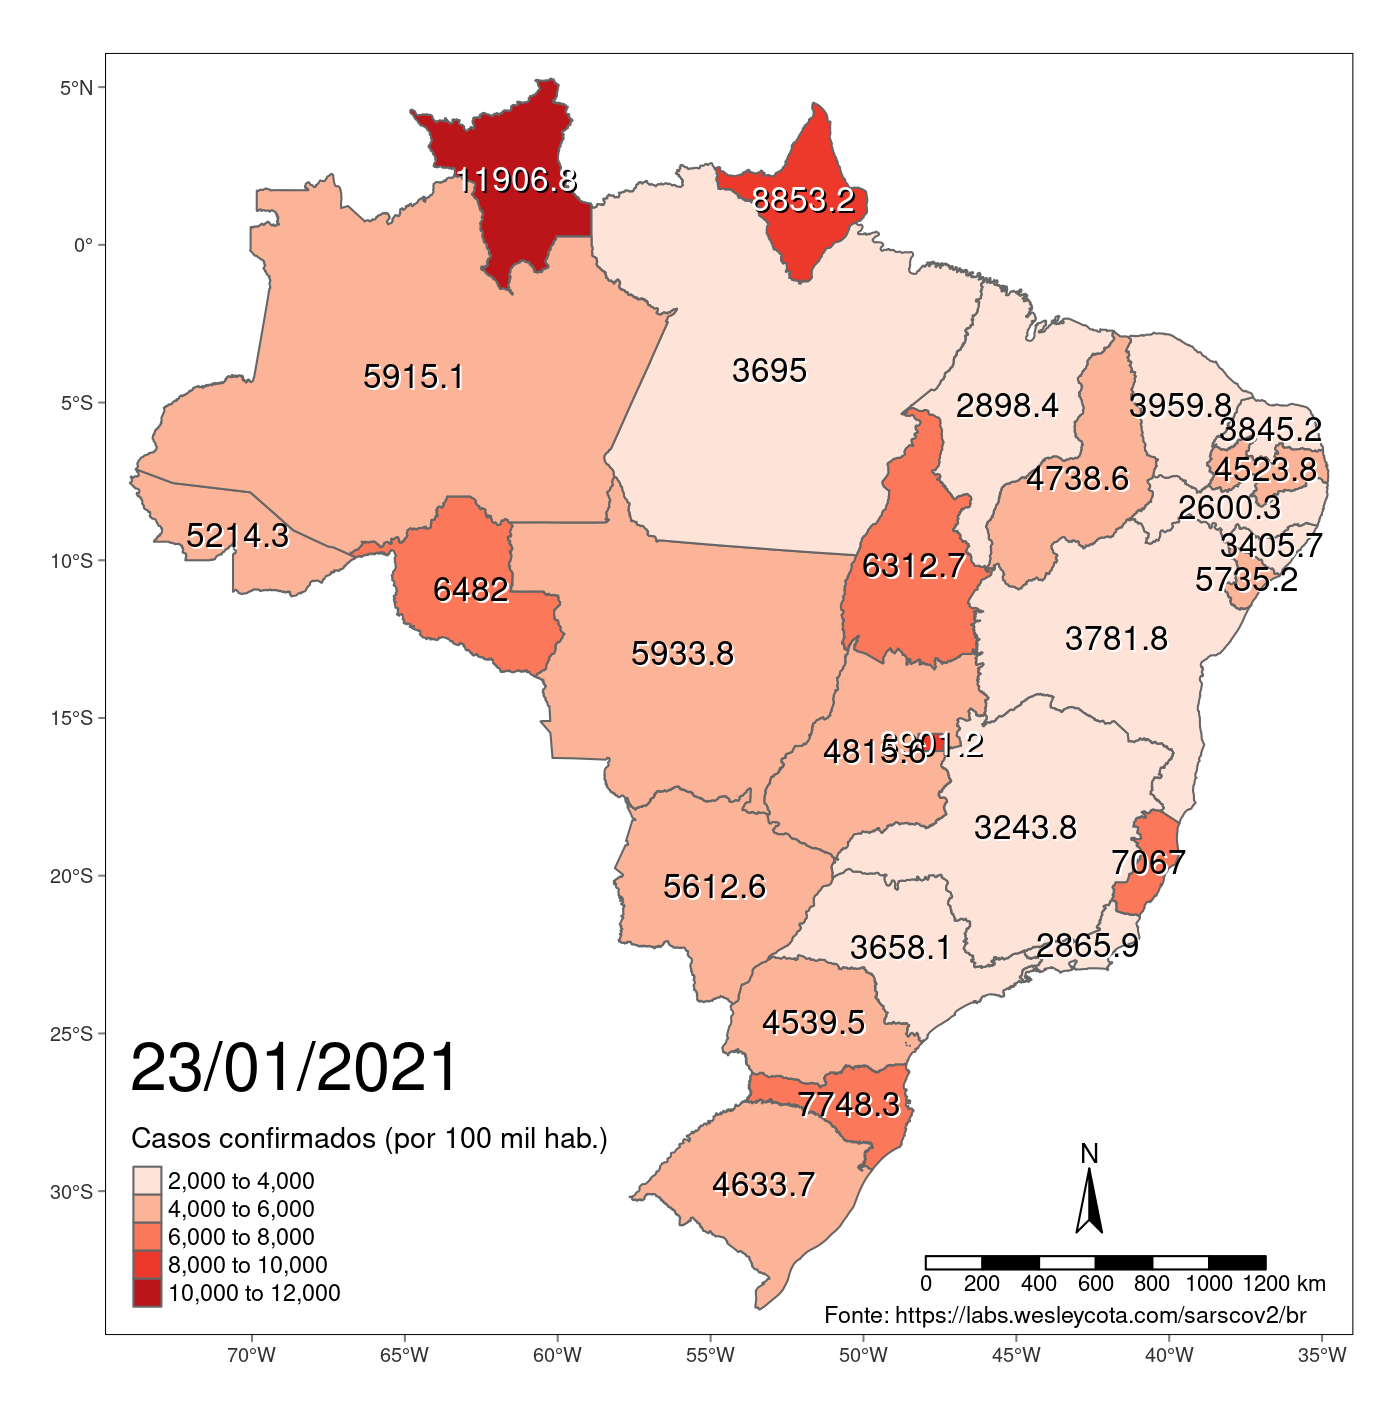 5°N
0°
5°S
10°S
15°S
20°S
25°S
30°S
11906.8
8853.2
5915.1
3695
2898.4
3959.8
3845.2
4738.6
4523.8
2600.3
5214.3
6482
6312.7
3405.7
5735.2
5933.8
3781.8
4815.6
3243.8
7067
5612.6
3658.1
2865.9
4539.5
7748.3
4633.7
23/01/2021
Casos confirmados (por 100 mil hab.)
2,000 to 4,000
4,000 to 6,000
6,000 to 8,000
8,000 to 10,000
10,000 to 12,000
N
0 200 400 600 800 1000 1200 km
Fonte: https://labs.wesleycota.com/sarscov2/br
70°W 65°W 60°W 55°W 50°W 45°W 40°W 35°W